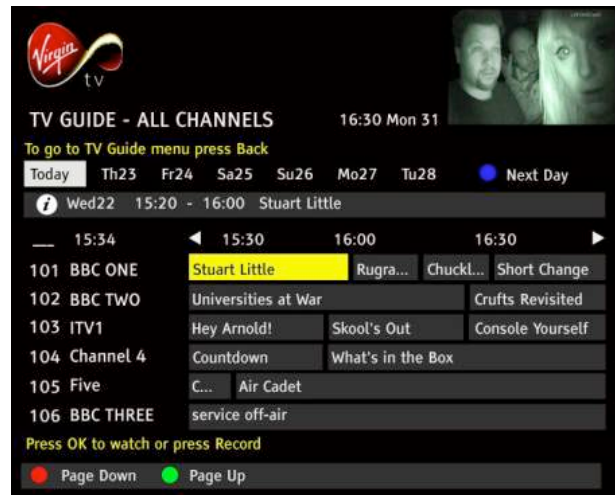 Virgin
tv
TV GUIDE - ALL CHANNELS 16:30 Mon 31
To go to TV Guide menu press Back
Today Th23 Fr24 Sa25 Su26 Mo27 Tu28 Next Day
i Wed22 15:20 - 16:00 Stuart Little
__ 15:34 15:30 16:00 16:30
101 BBC ONE Stuart Little Rugra... Chuckl... Short Change
102 BBC TWO Universities at War Crufts Revisited
103 ITV1 Hey Arnold! Skool's Out Console Yourself
104 Channel 4 Countdown What's in the Box
105 Five C... Air Cadet
106 BBC THREE service off-air
Press OK to watch or press Record
Page Down Page Up